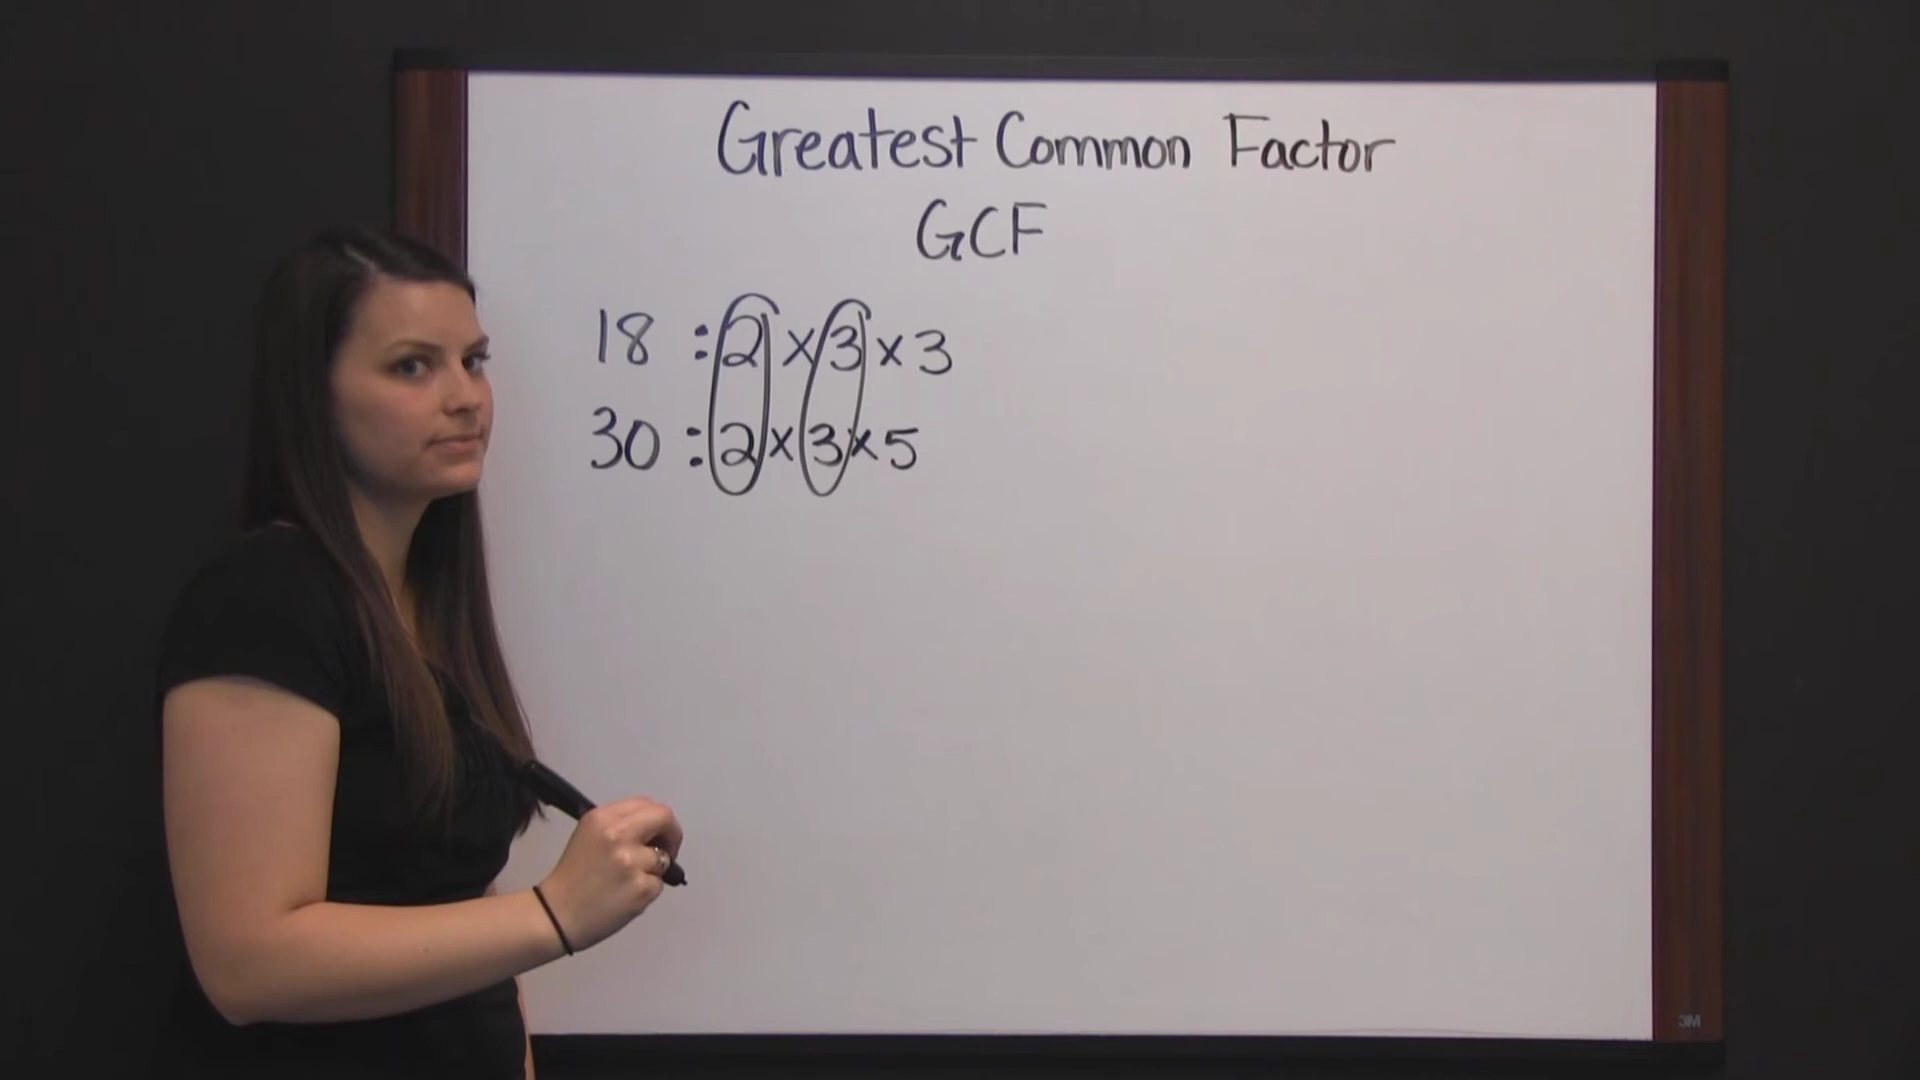 Greatest Common Factor
GCF
18 : 2 × 3 × 3
30 : 2 × 3 × 5
3M